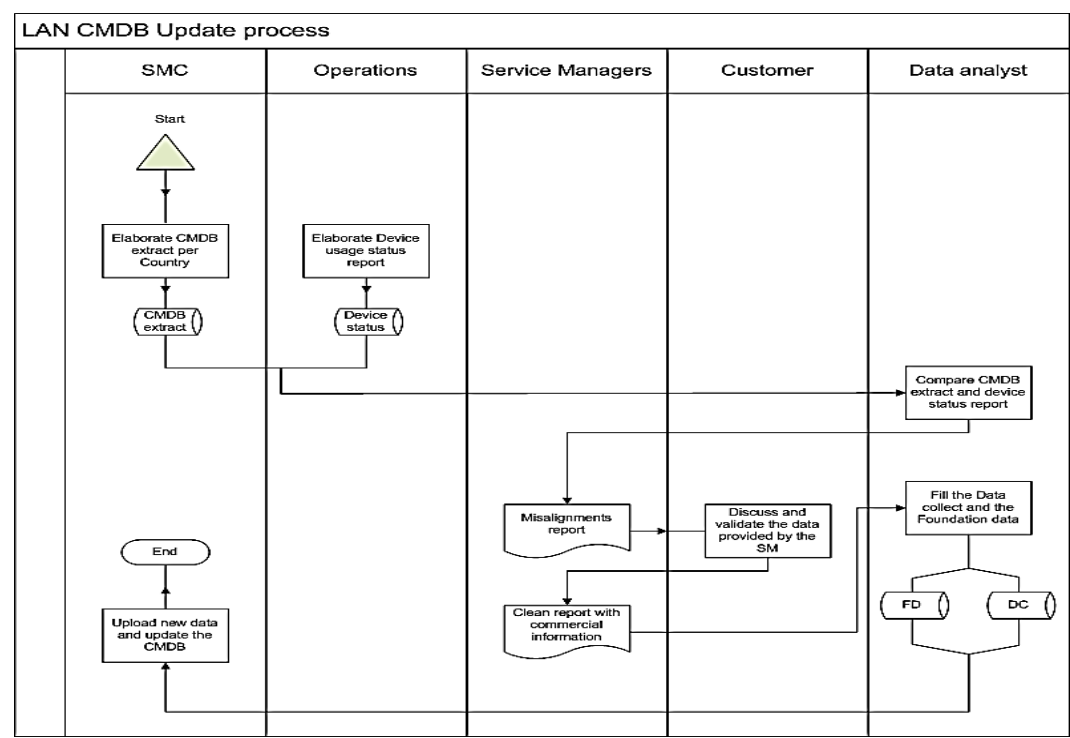 LAN CMDB Update process
SMC
Operations
Service Managers
Customer
Data analyst
Start
Elaborate CMDB
extract per
Country
Elaborate Device
usage status
report
CMDB
extract
Device
status
Compare CMDB
extract and device
status report
Misalignments
report
Discuss and
validate the data
provided by the
SM
Fill the Data
collect and the
Foundation data
End
FD
DC
Clean report with
commercial
information
Upload new data
and update the
CMDB